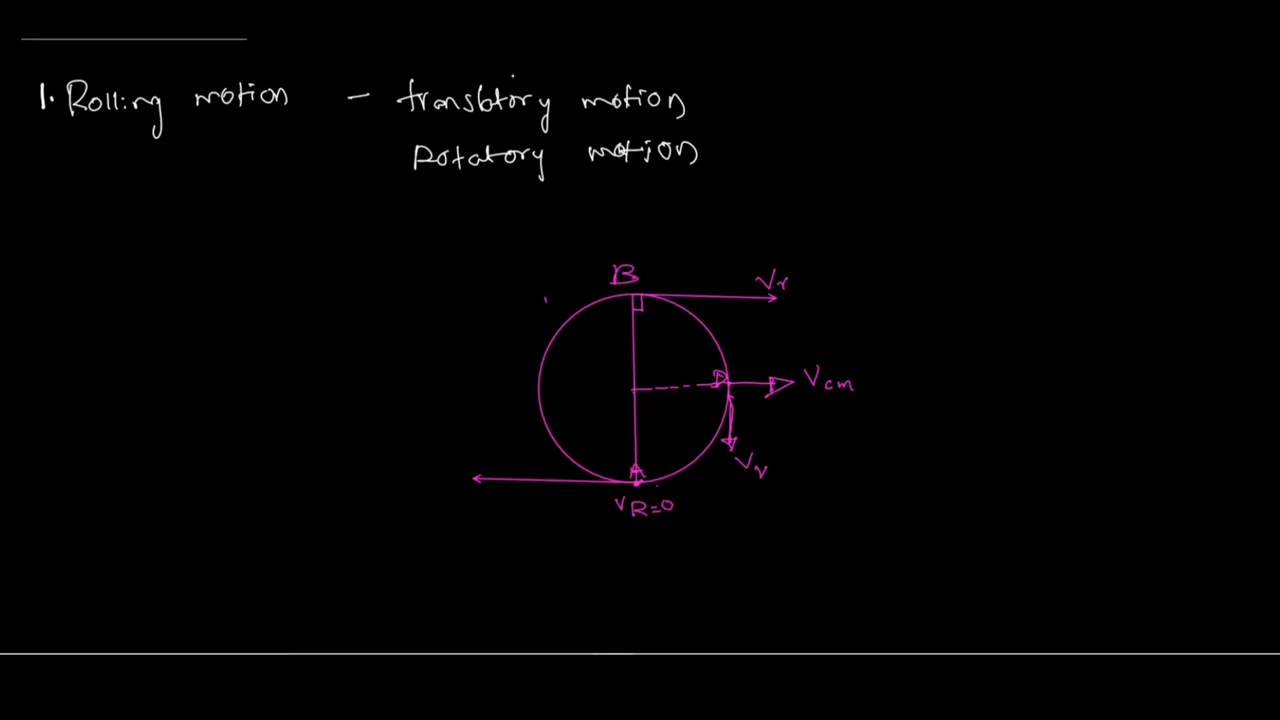 1. Rolling motion - translatory motion
Rotatory motion
B
Vr
D Vcm
Vr
A
VR=0